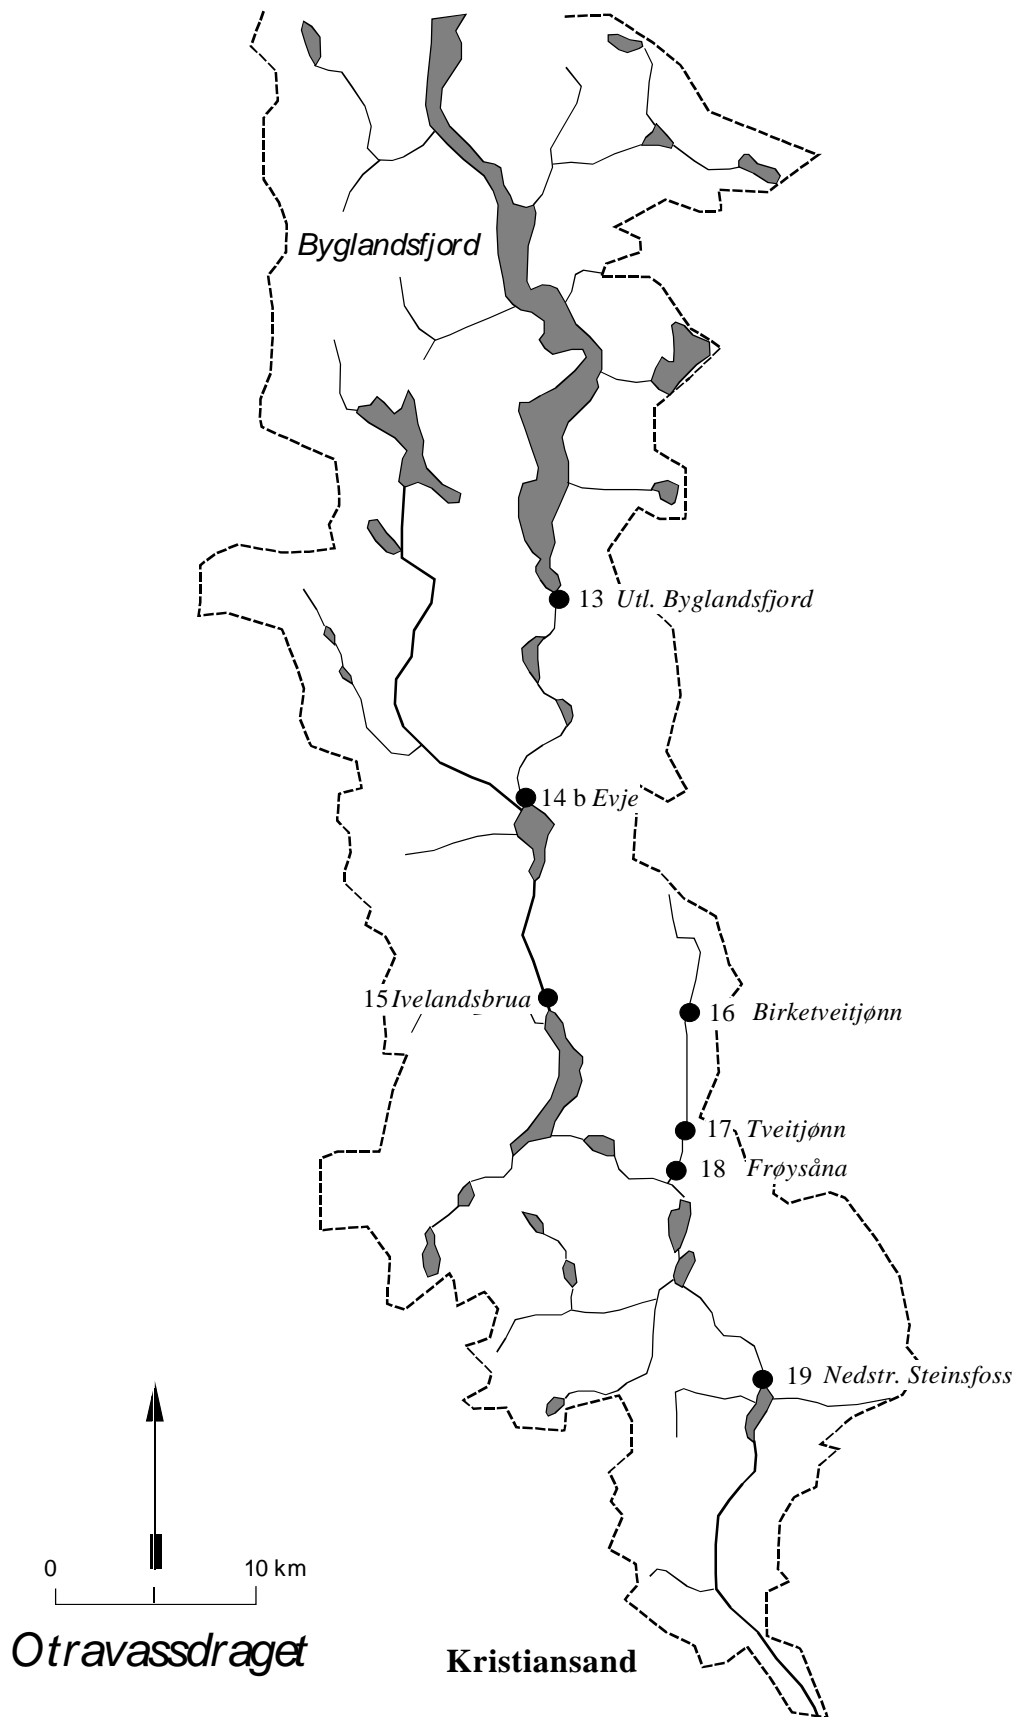 Byglandsfjord
13 Utl. Byglandsfjord
14 b Evje
15 Ivelandsbrua
16 Birketveitjønn
17 Tveitjønn
18 Frøysåna
19 Nedstr. Steinsfoss
0 10 km
Otravassdraget
Kristiansand